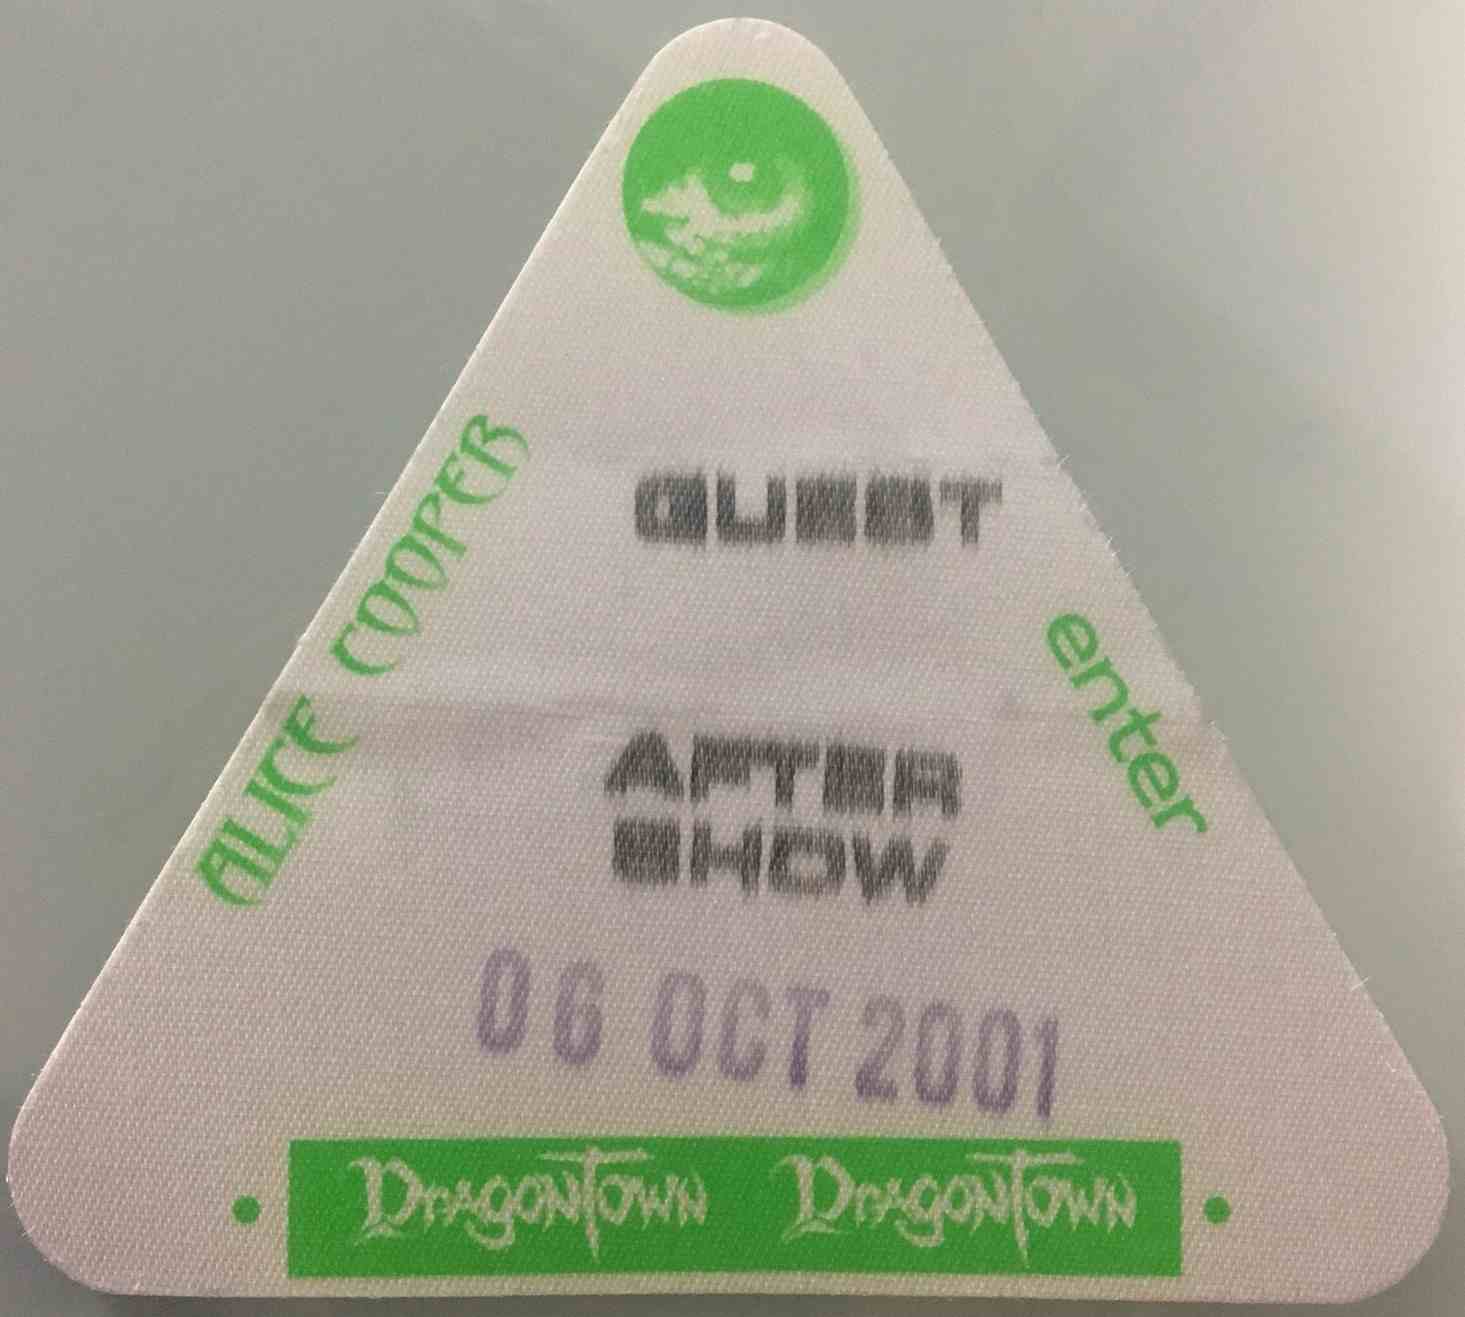 GUEST
ALICE COOPER
enter
AFTER
SHOW
06 OCT 2001
DRAGONTOWN DRAGONTOWN